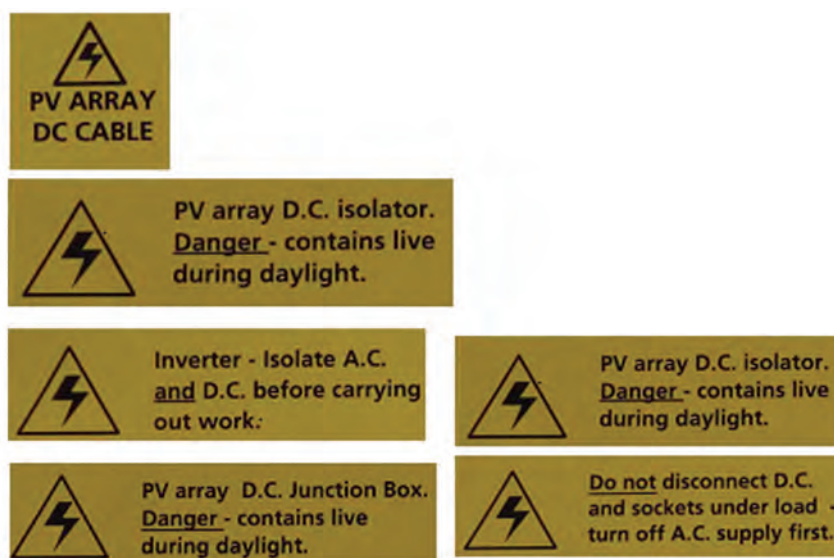 PV ARRAY
DC CABLE
PV array D.C. isolator.
Danger - contains live
during daylight.
Inverter - Isolate A.C.
and D.C. before carrying
out work.
PV array D.C. isolator.
Danger - contains live
during daylight.
PV array D.C. Junction Box.
Danger - contains live
during daylight.
Do not disconnect D.C.
and sockets under load -
turn off A.C. supply first.